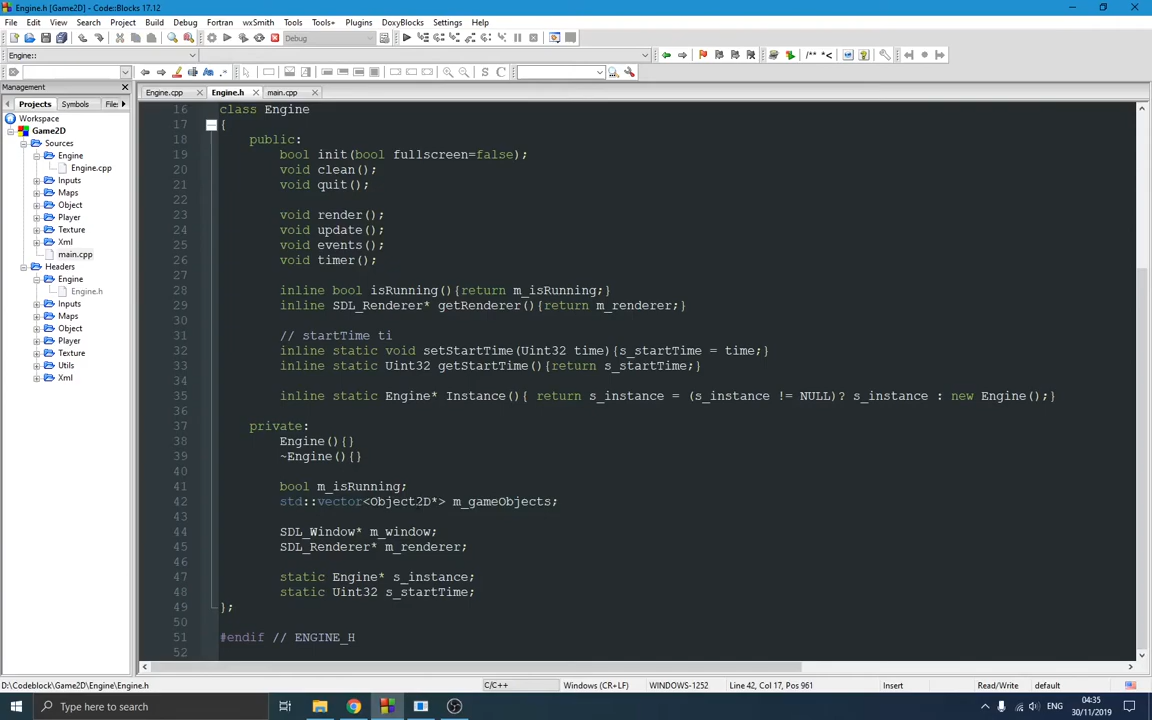 Engine.h [Game2D] - Code::Blocks 17.12
File Edit View Search Project Build Debug Fortran wxSmith Tools Tools+ Plugins DoxyBlocks Settings Help
Debug
/** *<
Engine::
S C
Management
Projects Symbols Files
Workspace
Game2D
Sources
Engine
Engine.cpp
Inputs
Maps
Object
Player
Texture
Xml
main.cpp
Headers
Engine
Engine.h
Inputs
Maps
Object
Player
Texture
Utils
Xml
Engine.cpp Engine.h main.cpp
16 class Engine
17 {
18 public:
19 bool init(bool fullscreen=false);
20 void clean();
21 void quit();
22
23 void render();
24 void update();
25 void events();
26 void timer();
27
28 inline bool isRunning(){return m_isRunning;}
29 inline SDL_Renderer* getRenderer(){return m_renderer;}
30
31 // startTime ti
32 inline static void setStartTime(Uint32 time){s_startTime = time;}
33 inline static Uint32 getStartTime(){return s_startTime;}
34
35 inline static Engine* Instance(){ return s_instance = (s_instance != NULL)? s_instance : new Engine();}
36
37 private:
38 Engine(){}
39 ~Engine(){}
40
41 bool m_isRunning;
42 std::vector<Object2D*> m_gameObjects;
43
44 SDL_Window* m_window;
45 SDL_Renderer* m_renderer;
46
47 static Engine* s_instance;
48 static Uint32 s_startTime;
49 };
50
51 #endif // ENGINE_H
52
D:\Codeblock\Game2D\Engine\Engine.h C/C++ Windows (CR+LF) WINDOWS-1252 Line 42, Col 17, Pos 961 Insert Read/Write default
Type here to search
ENG
04:35
30/11/2019